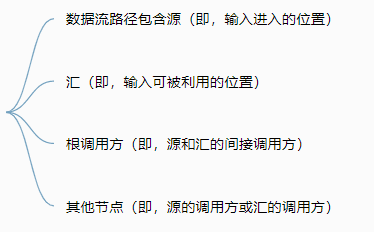 数据流路径包含源（即，输入进入的位置）
汇（即，输入可被利用的位置）
根调用方（即，源和汇的间接调用方）
其他节点（即，源的调用方或汇的调用方）